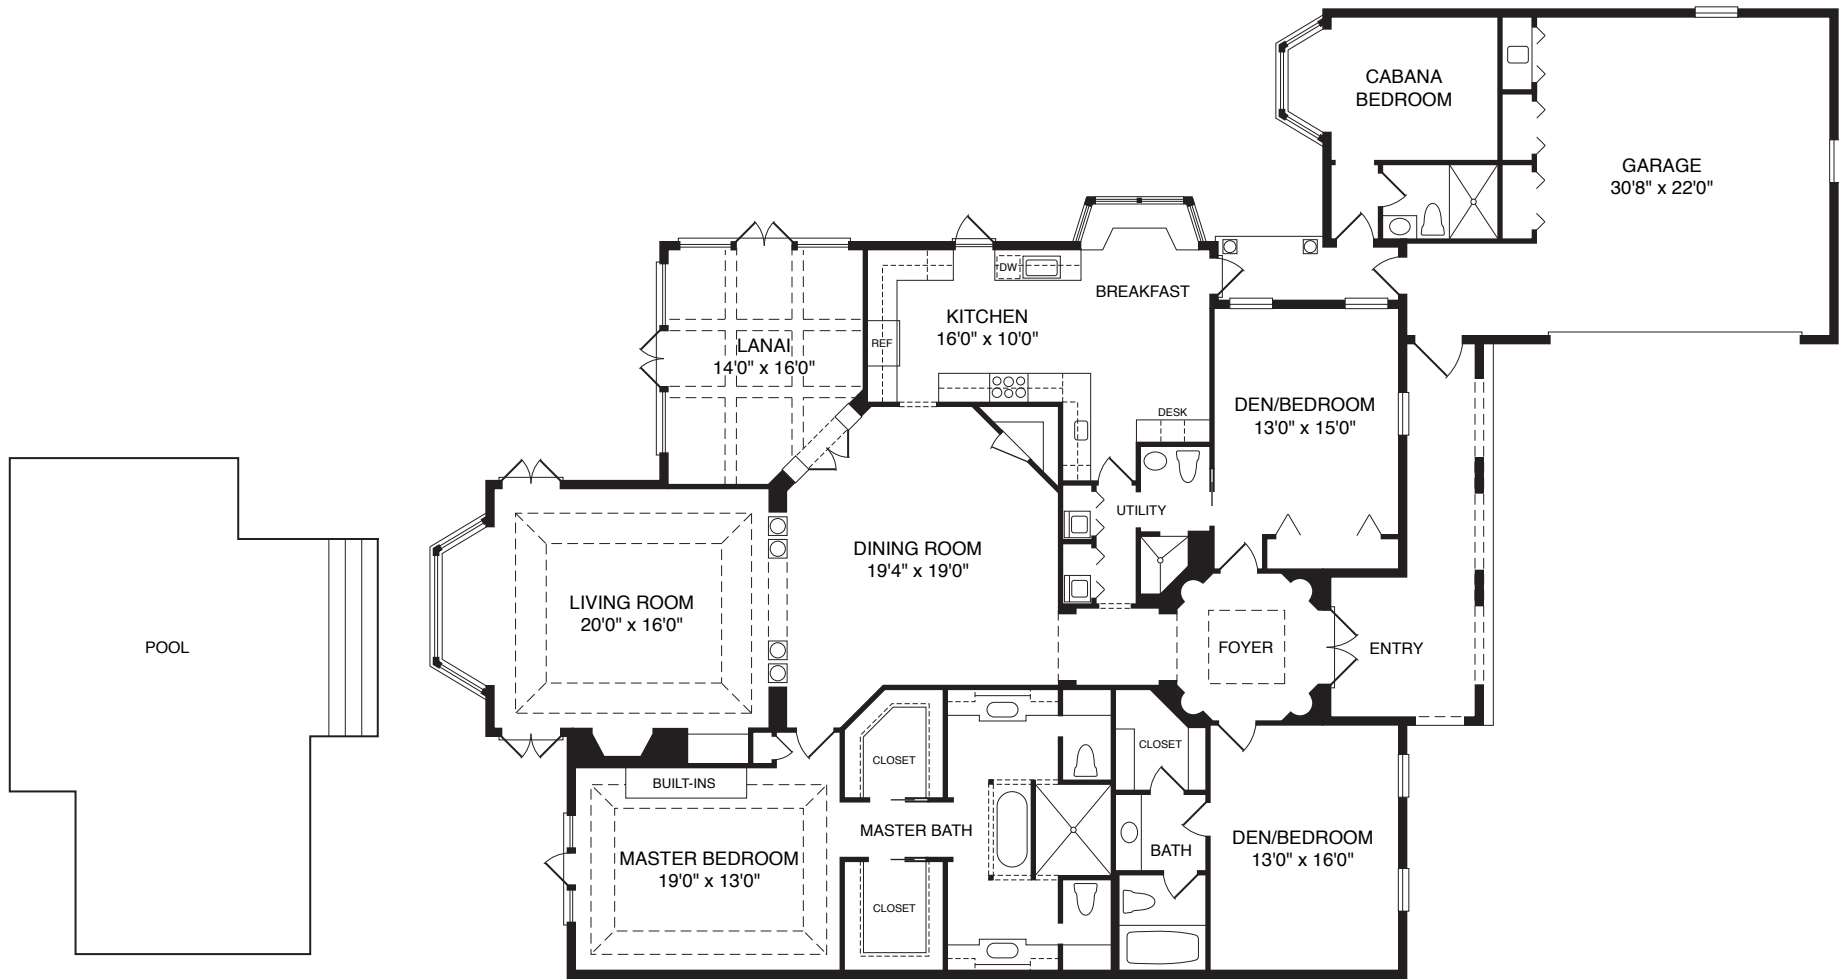 CABANA
BEDROOM
GARAGE
30'8" x 22'0"
DW
BREAKFAST
KITCHEN
16'0" x 10'0"
REF
LANAI
14'0" x 16'0"
DESK
DEN/BEDROOM
13'0" x 15'0"
UTILITY
DINING ROOM
19'4" x 19'0"
LIVING ROOM
20'0" x 16'0"
POOL
FOYER
ENTRY
CLOSET
CLOSET
BUILT-INS
MASTER BATH
MASTER BEDROOM
19'0" x 13'0"
BATH
DEN/BEDROOM
13'0" x 16'0"
CLOSET